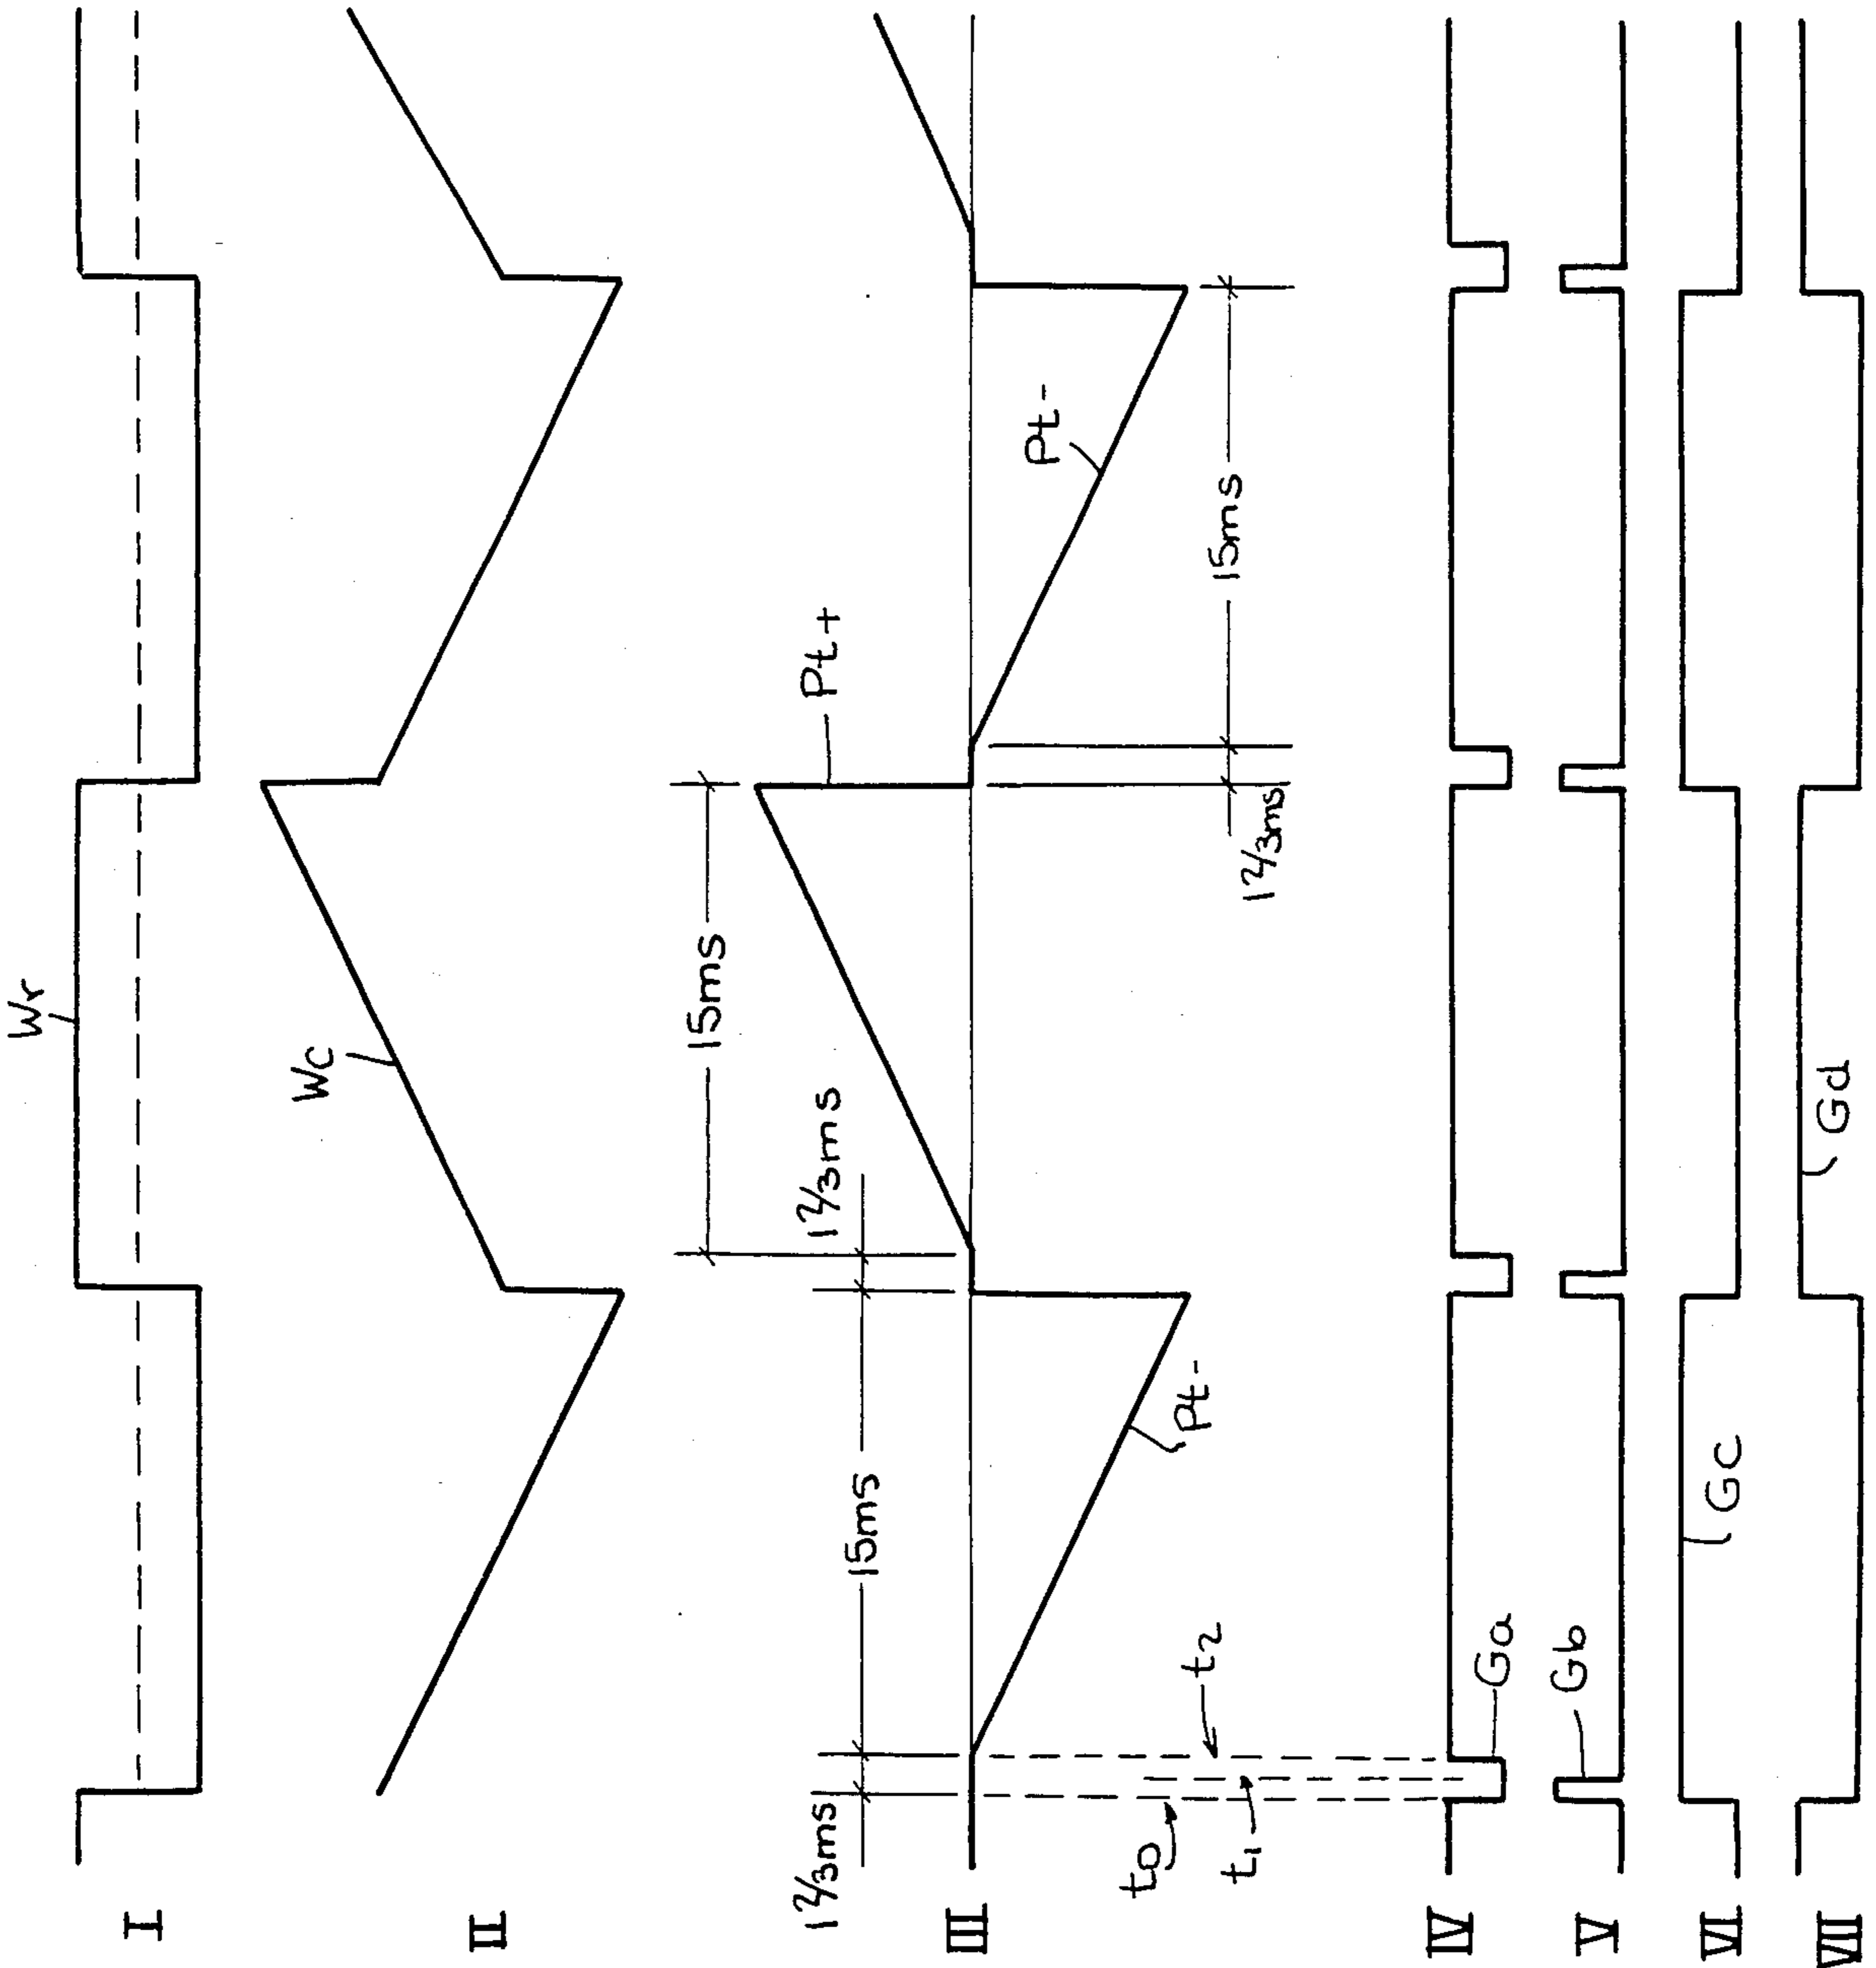 I
Wr
II
Wc
III
1 2/3ms
15ms
1 2/3ms
15ms
1 2/3ms
15ms
Pt-
Pt+
Pt-
t0
t1
t2
IV
Ga
V
Gb
VI
GC
VII
Gd